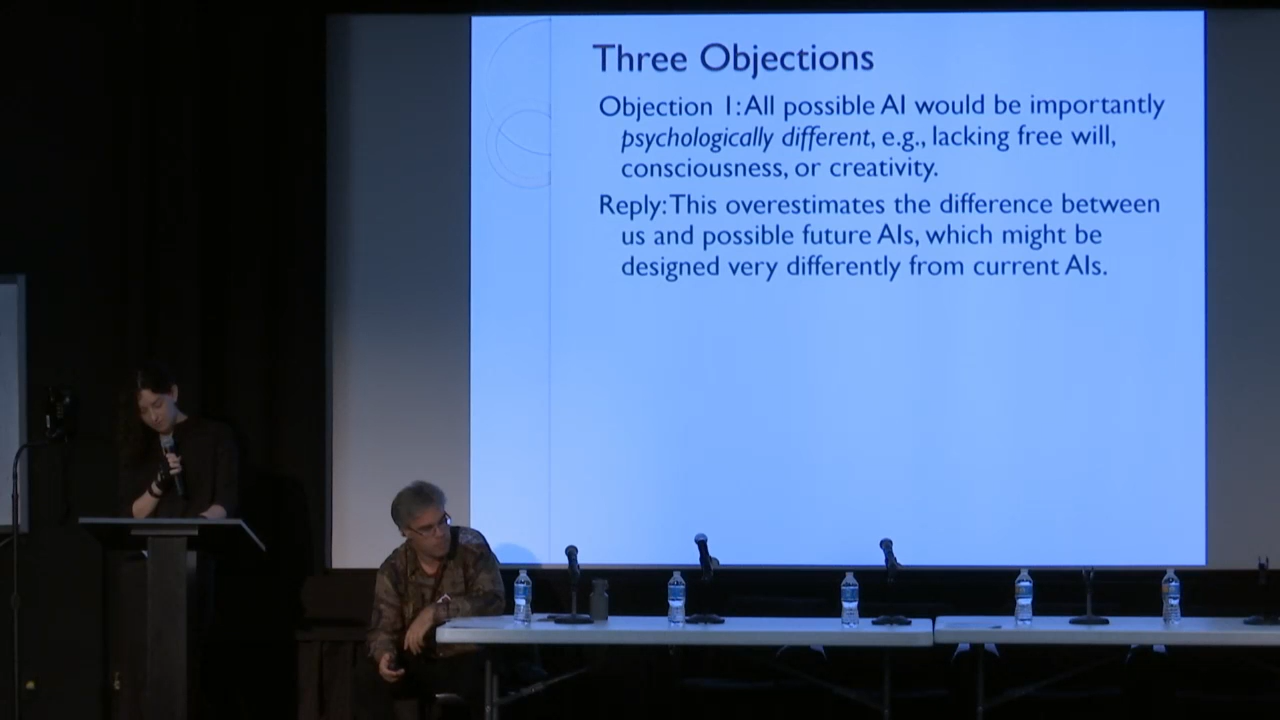 Three Objections
Objection 1: All possible AI would be importantly
psychologically different, e.g., lacking free will,
consciousness, or creativity.
Reply: This overestimates the difference between
us and possible future AIs, which might be
designed very differently from current AIs.